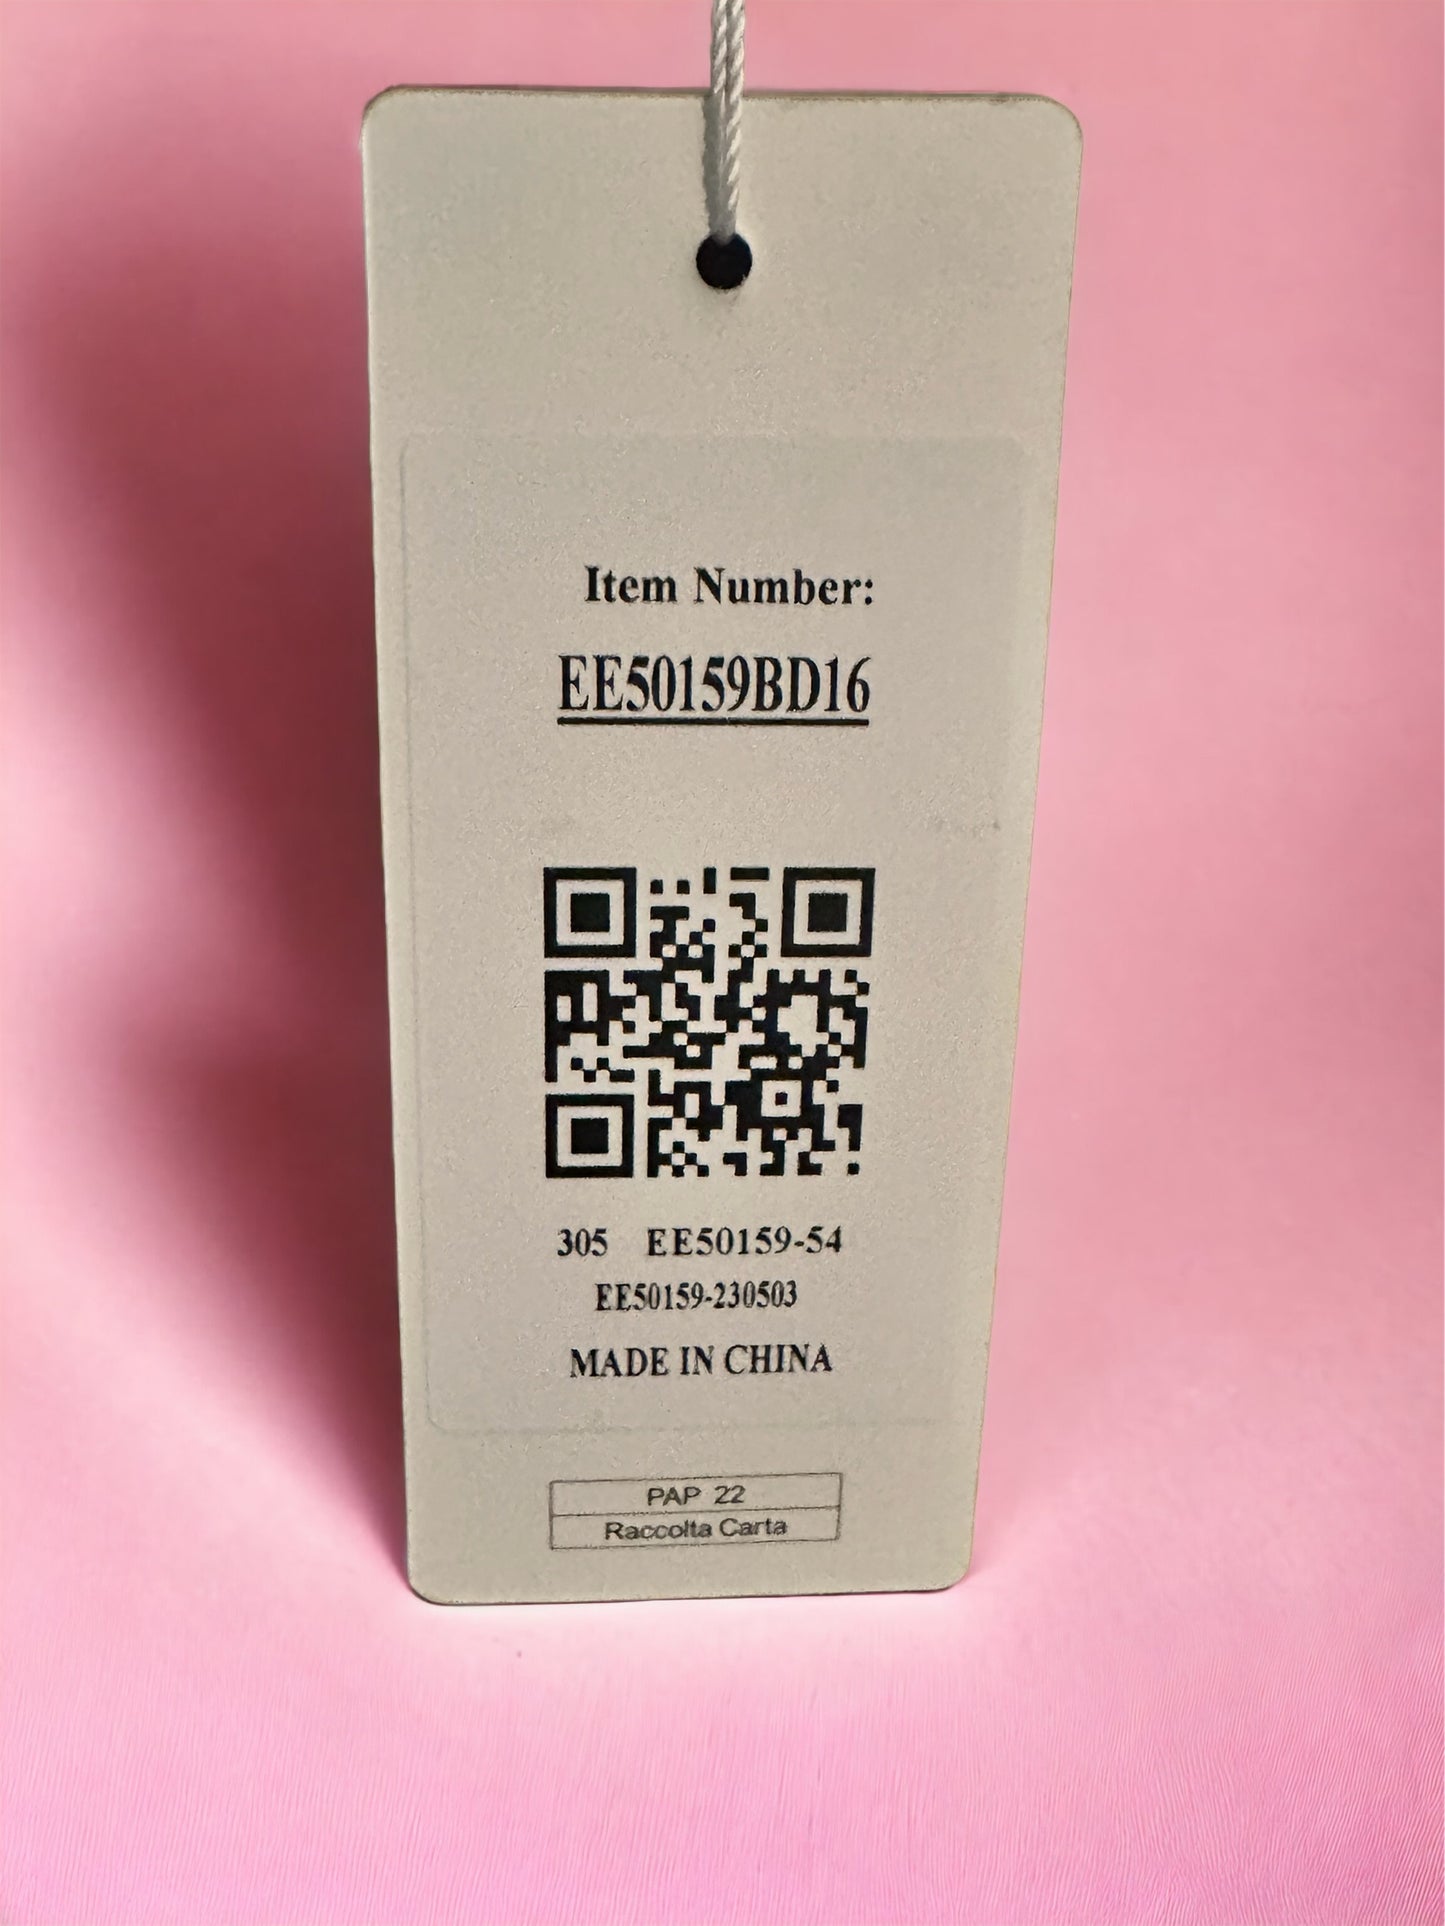 Item Number:
EE50159BD16
305 EE50159-54
EE50159-230503
MADE IN CHINA
PAP 22
Raccolta Carta